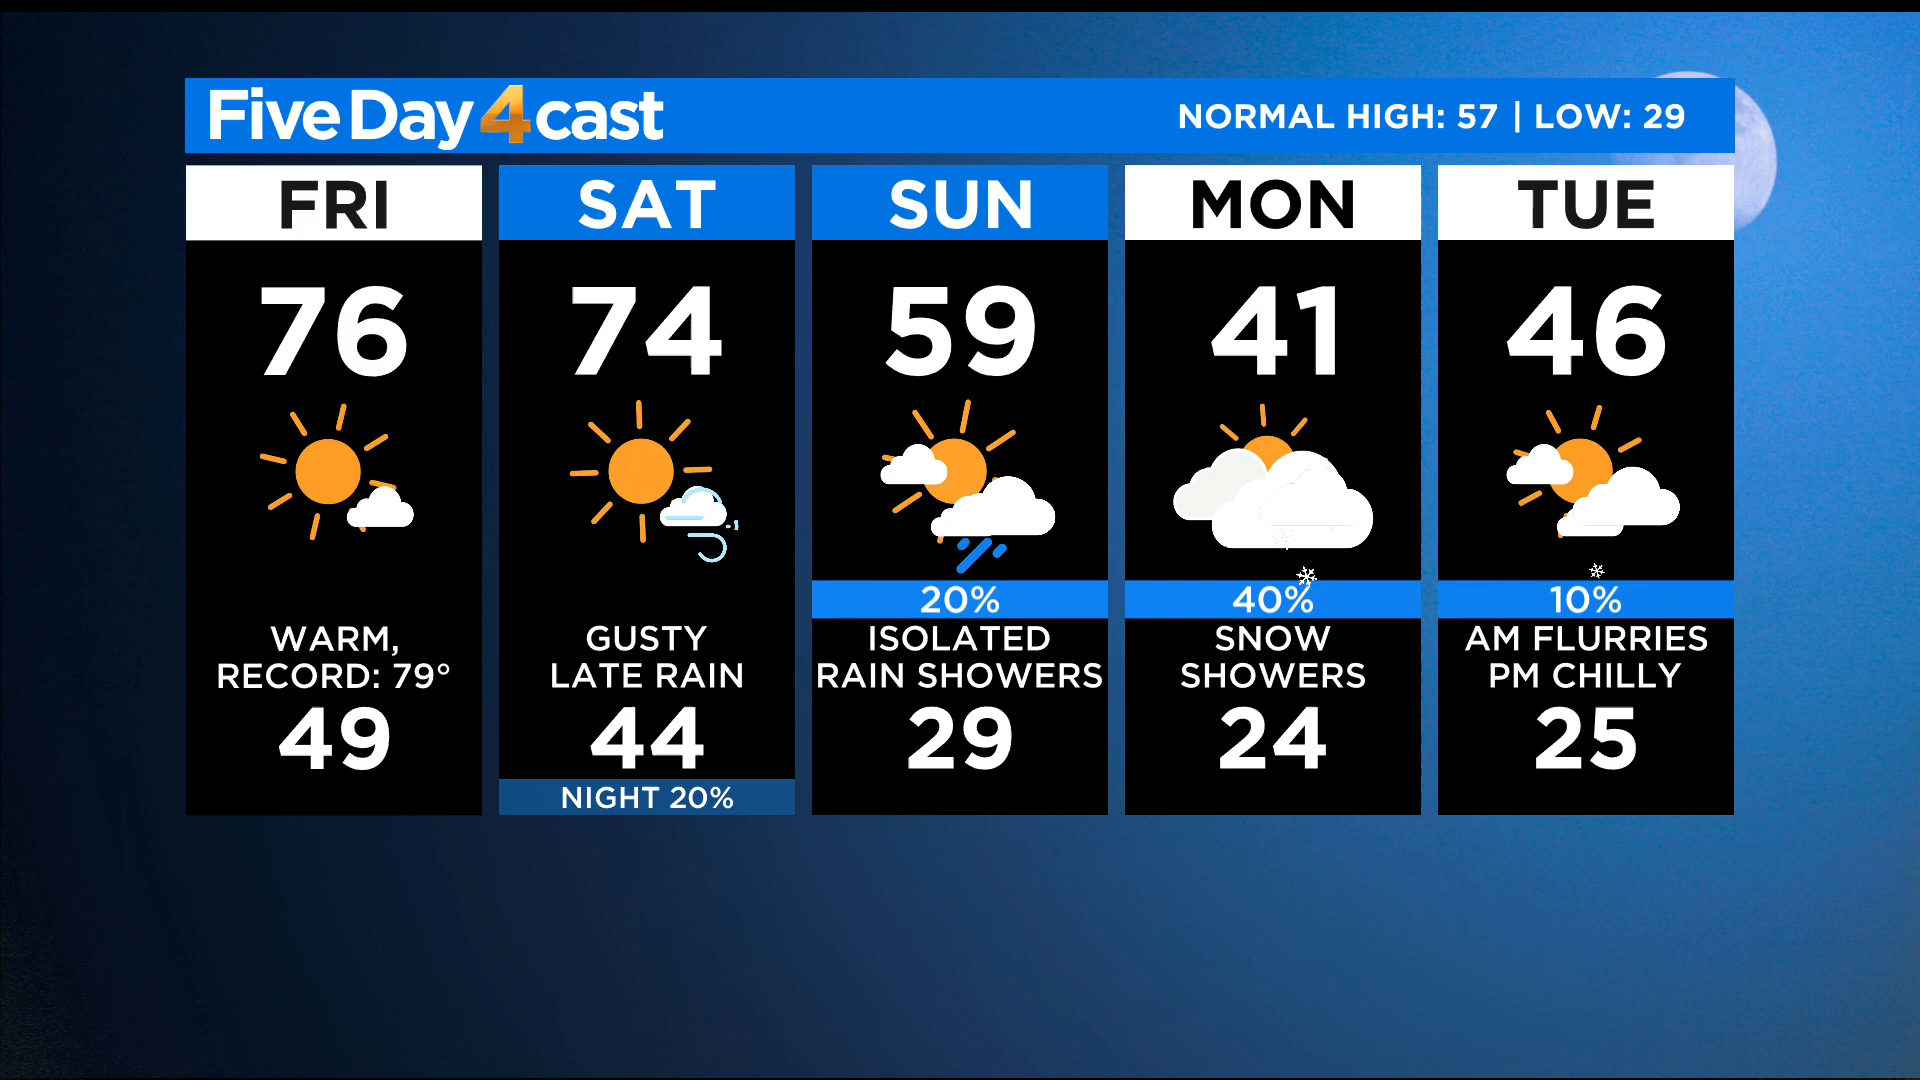 Five Day 4cast
NORMAL HIGH: 57 | LOW: 29
FRI
76
WARM,
RECORD: 79°
49
SAT
74
GUSTY
LATE RAIN
44
NIGHT 20%
SUN
59
20%
ISOLATED
RAIN SHOWERS
29
MON
41
40%
SNOW
SHOWERS
24
TUE
46
10%
AM FLURRIES
PM CHILLY
25